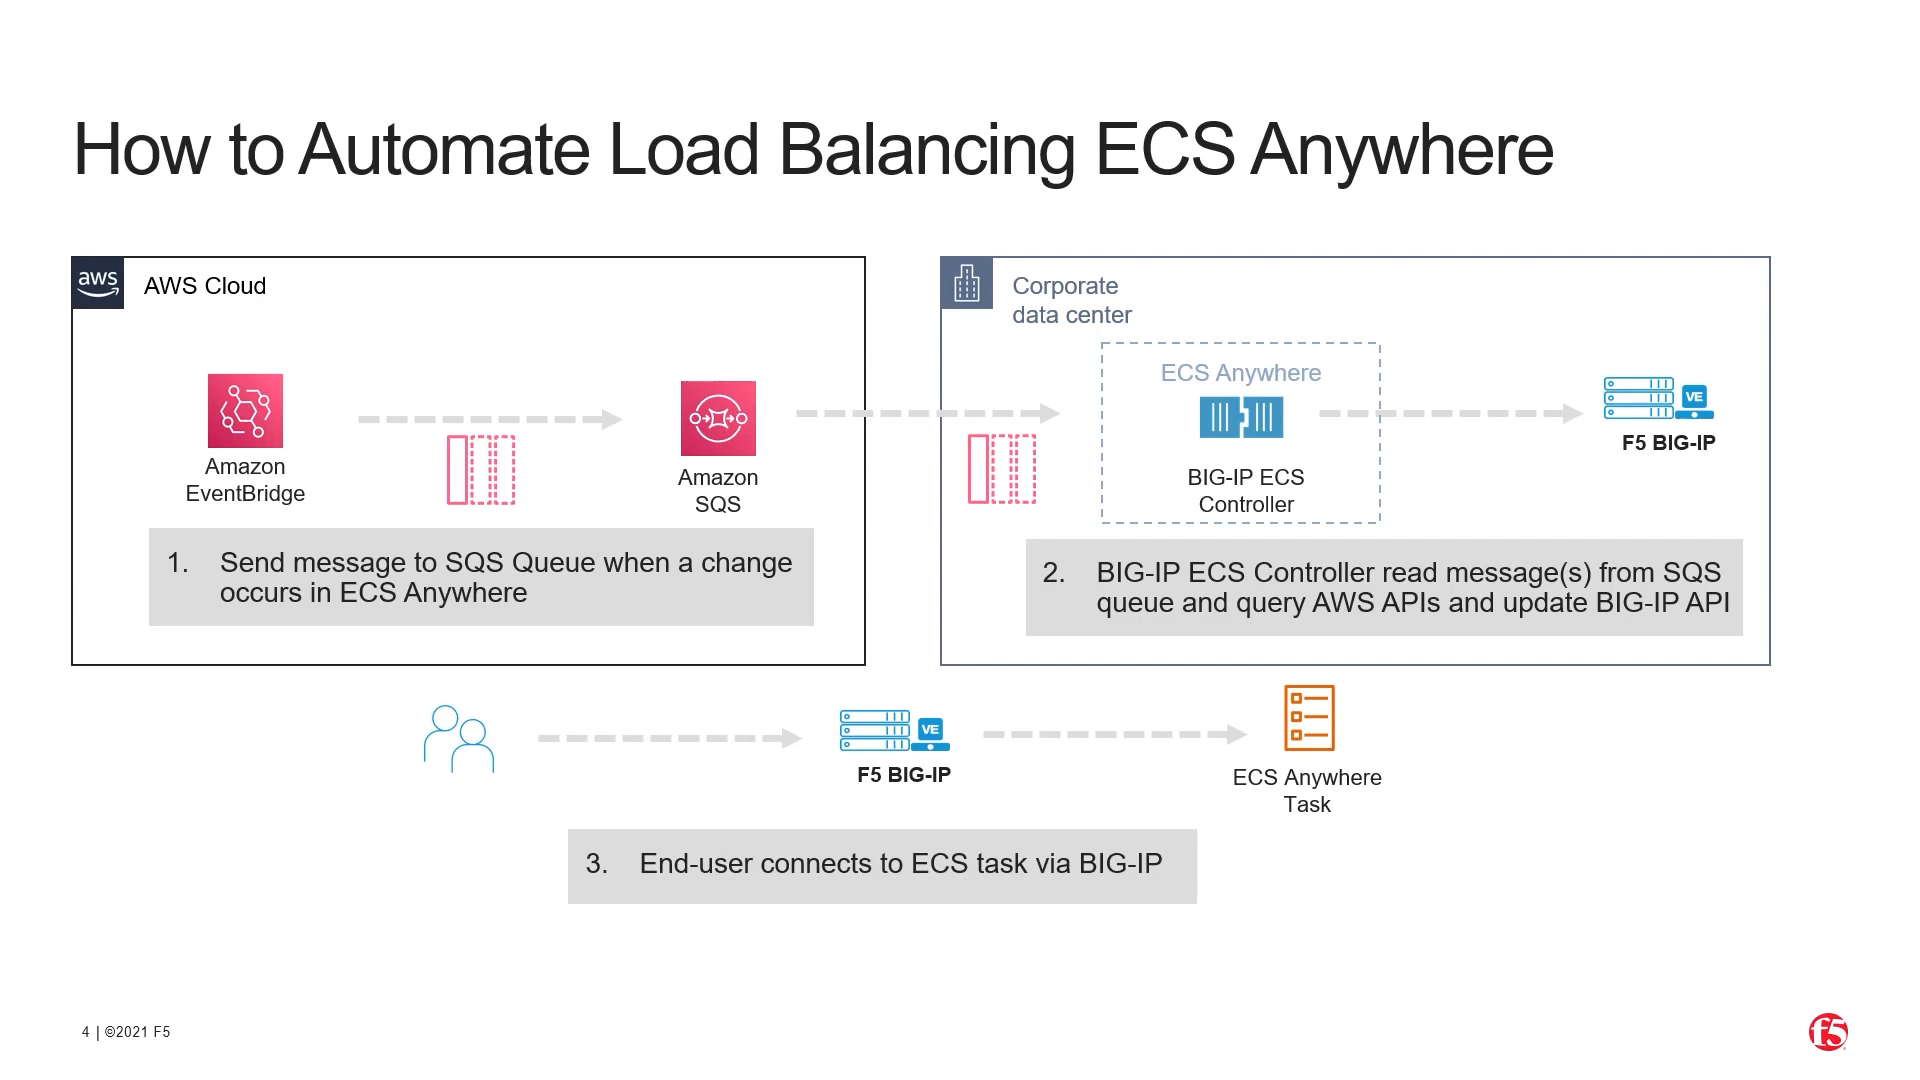 How to Automate Load Balancing ECS Anywhere
aws
AWS Cloud
Amazon
EventBridge
Amazon
SQS
1. Send message to SQS Queue when a change
occurs in ECS Anywhere
Corporate
data center
ECS Anywhere
BIG-IP ECS
Controller
VE
F5 BIG-IP
2. BIG-IP ECS Controller read message(s) from SQS
queue and query AWS APIs and update BIG-IP API
VE
F5 BIG-IP
ECS Anywhere
Task
3. End-user connects to ECS task via BIG-IP
4 | ©2021 F5
f5